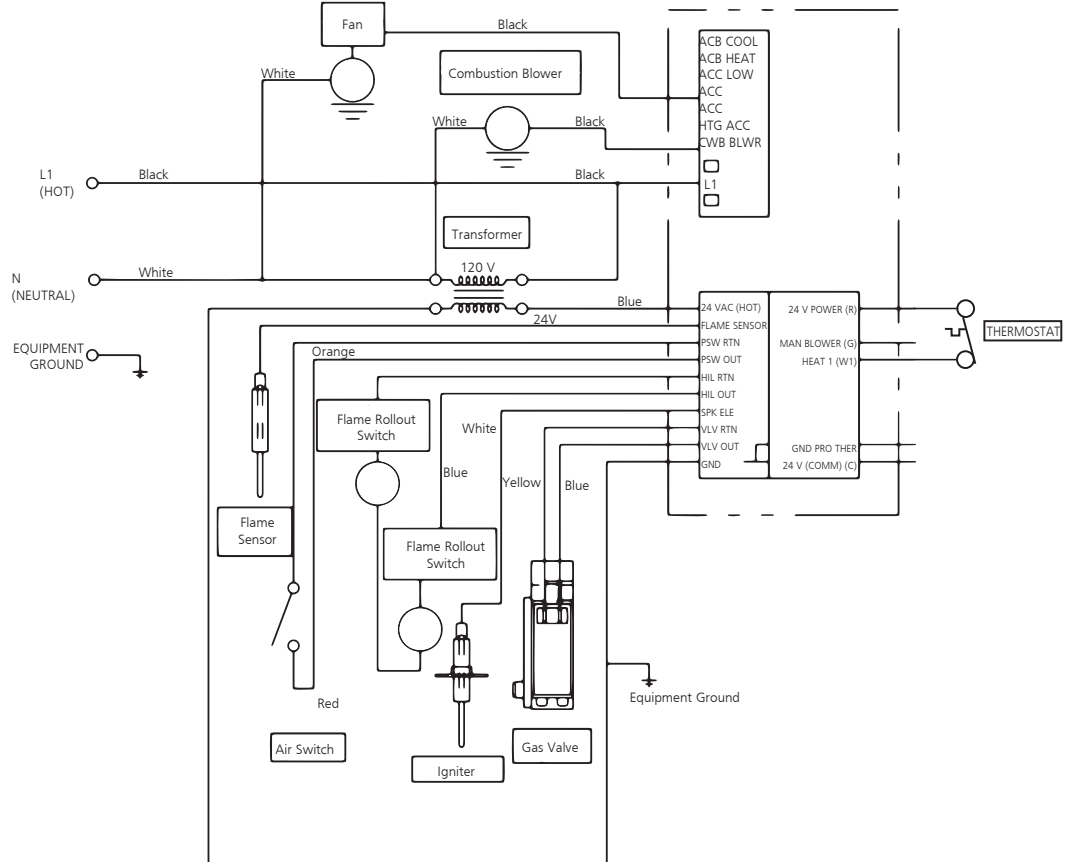 Fan
Black
White
Combustion Blower
White
Black
ACB COOL
ACB HEAT
ACC LOW
ACC
ACC
HTG ACC
CWB BLWR
L1
L1
(HOT)
Black
Black
Transformer
120 V
N
(NEUTRAL)
White
Blue
24V
EQUIPMENT
GROUND
Orange
24 VAC (HOT)
FLAME SENSOR
PSW RTN
PSW OUT
HIL RTN
HIL OUT
SPK ELE
VLV RTN
VLV OUT
GND
24 V POWER (R)
MAN BLOWER (G)
HEAT 1 (W1)
GND PRO THER
24 V (COMM) (C)
THERMOSTAT
Flame Rollout
Switch
White
Blue
Yellow
Blue
Flame
Sensor
Flame Rollout
Switch
Red
Air Switch
Igniter
Gas Valve
Equipment Ground